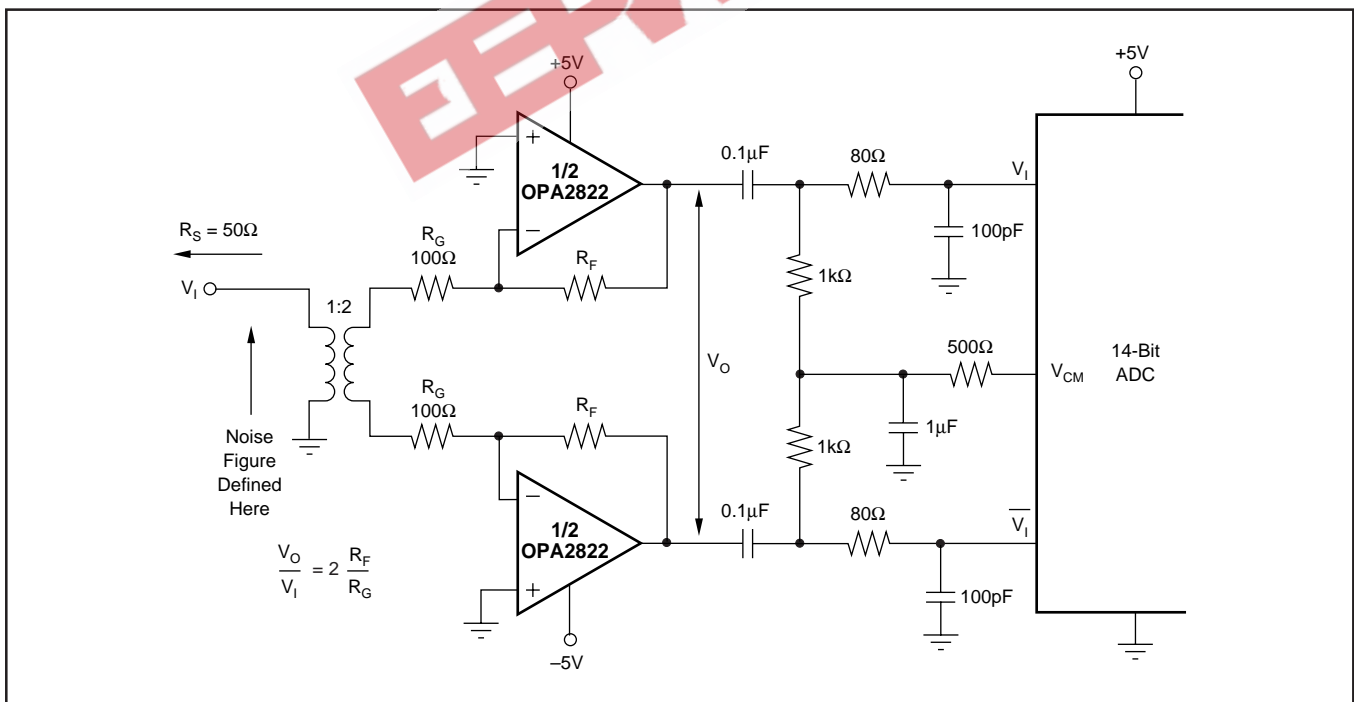 +5V
+5V
+
1/2
OPA2822
–
0.1μF
80Ω
V_I
100pF
R_S = 50Ω
R_G
100Ω
R_F
V_I
1:2
1kΩ
V_O
500Ω
V_CM
14-Bit
ADC
1μF
R_G
100Ω
R_F
1kΩ
Noise
Figure
Defined
Here
–
1/2
OPA2822
+
0.1μF
80Ω
V̅_I̅
100pF
V_O / V_I = 2 R_F / R_G
–5V